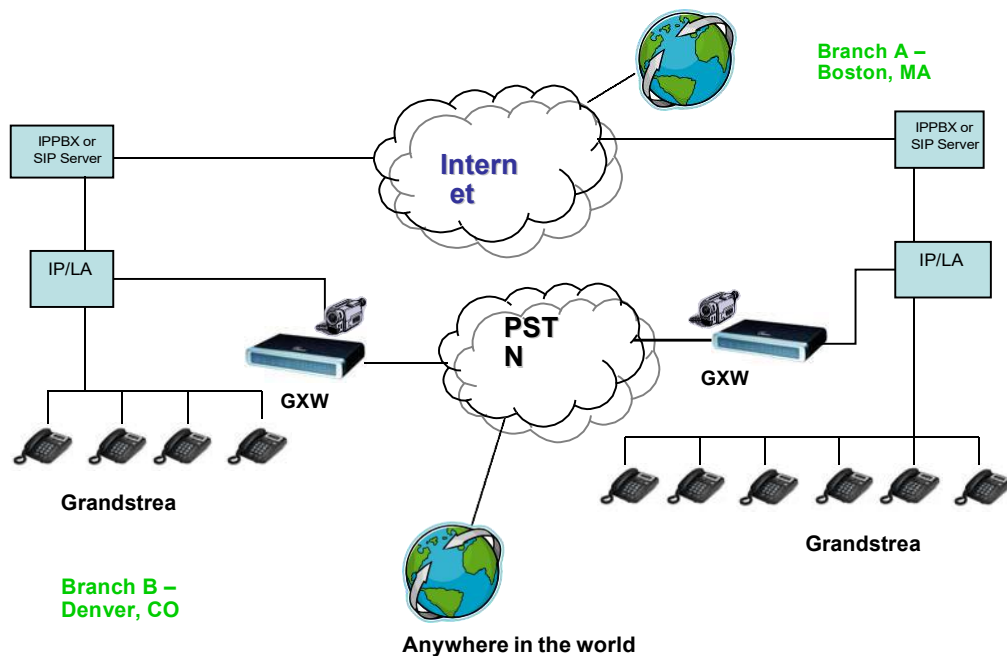 Branch A –
Boston, MA
IPPBX or
SIP Server
IPPBX or
SIP Server
Intern
et
IP/LA
IP/LA
PST
N
GXW
GXW
Grandstrea
Grandstrea
Branch B –
Denver, CO
Anywhere in the world